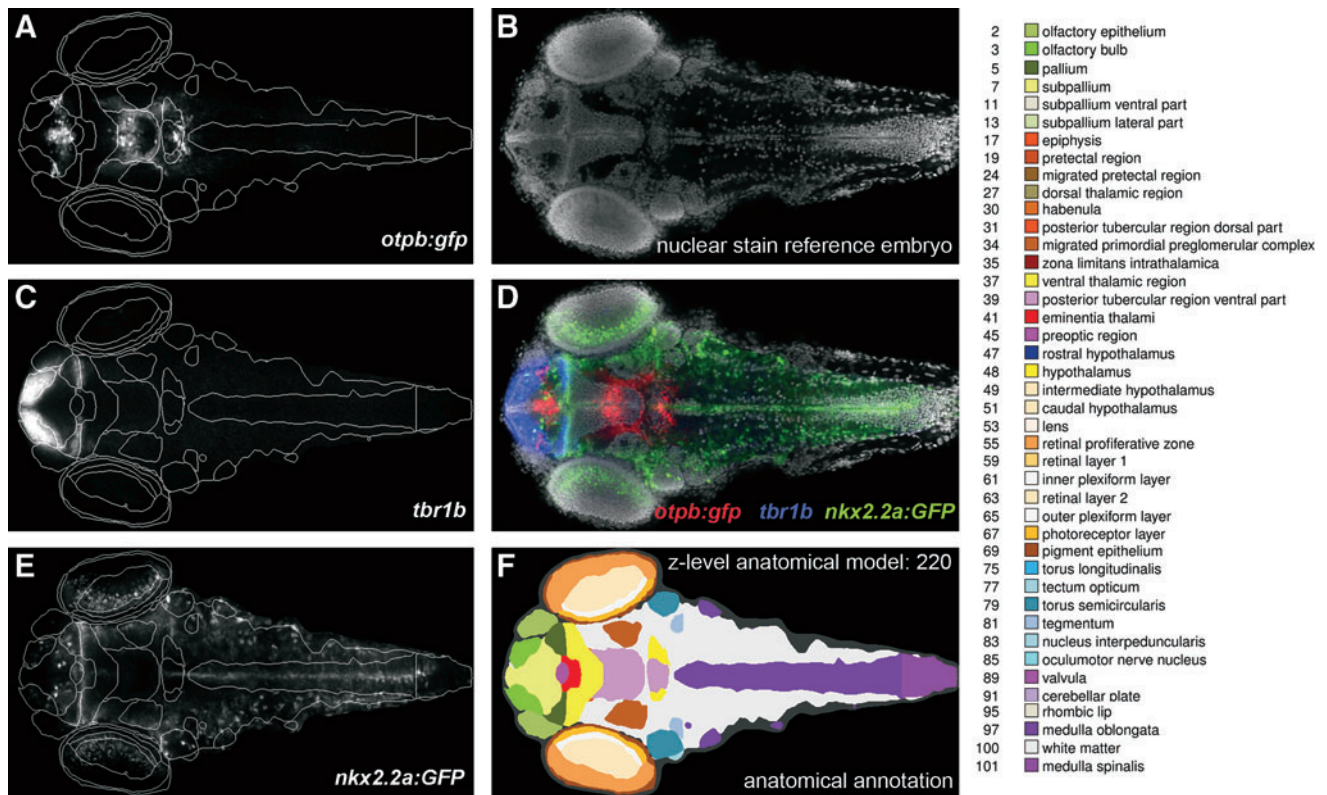 A
otpb:gfp
B
nuclear stain reference embryo
C
tbr1b
D
otpb:gfp tbr1b nkx2.2a:GFP
E
nkx2.2a:GFP
F
z-level anatomical model: 220
anatomical annotation
2 olfactory epithelium
3 olfactory bulb
5 pallium
7 subpallium
11 subpallium ventral part
13 subpallium lateral part
17 epiphysis
19 pretectal region
24 migrated pretectal region
27 dorsal thalamic region
30 habenula
31 posterior tubercular region dorsal part
34 migrated primordial preglomerular complex
35 zona limitans intrathalamica
37 ventral thalamic region
39 posterior tubercular region ventral part
41 eminentia thalami
45 preoptic region
47 rostral hypothalamus
48 hypothalamus
49 intermediate hypothalamus
51 caudal hypothalamus
53 lens
55 retinal profiferative zone
59 retinal layer 1
61 inner plexiform layer
63 retinal layer 2
65 outer plexiform layer
67 photoreceptor layer
69 pigment epithelium
75 torus longitudinalis
77 tectum opticum
79 torus semicircularis
81 tegmentum
83 nucleus interpeduncularis
85 oculumotor nerve nucleus
89 valvula
91 cerebellar plate
95 rhombic lip
97 medulla oblongata
100 white matter
101 medulla spinalis